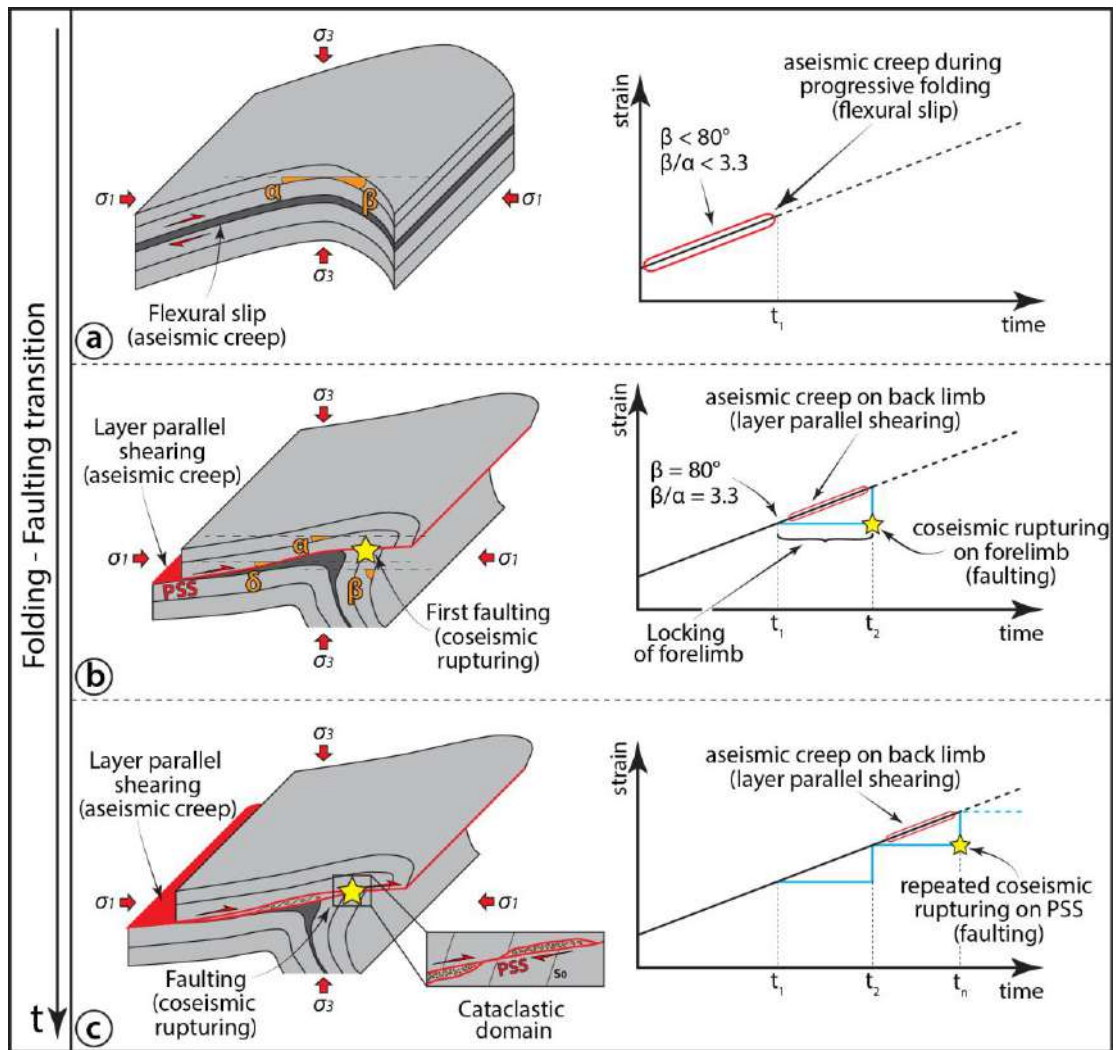 Folding - Faulting transition
t
σ3
σ1
σ1
σ3
α
β
Flexural slip
(aseismic creep)
a
strain
aseismic creep during
progressive folding
(flexural slip)
β < 80°
β/α < 3.3
t1
time
σ3
Layer parallel
shearing
(aseismic creep)
σ1
σ1
PSS
α
δ
β
First faulting
(coseismic
rupturing)
σ3
b
strain
aseismic creep on back limb
(layer parallel shearing)
β = 80°
β/α = 3.3
coseismic rupturing
on forelimb
(faulting)
Locking
of forelimb
t1
t2
time
σ3
Layer parallel
shearing
(aseismic creep)
σ1
σ1
Faulting
(coseismic
rupturing)
σ3
PSS
S0
Cataclastic
domain
c
strain
aseismic creep on back limb
(layer parallel shearing)
repeated coseismic
rupturing on PSS
(faulting)
t1
t2
tn
time